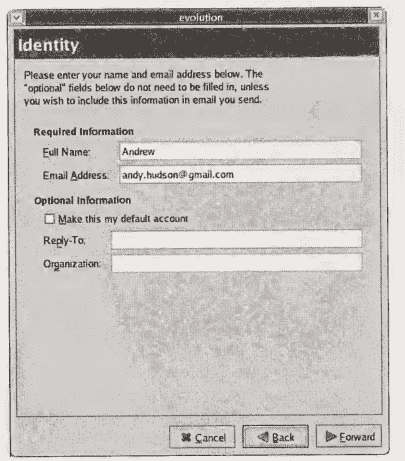 evolution
Identity
Please enter your name and email address below. The
"optional" fields below do not need to be filled in, unless
you wish to include this information in email you send.
Required Information
Full Name: Andrew
Email Address: andy.hudson@gmail.com
Optional Information
Make this my default account
Reply-To:
Organization:
Cancel Back Forward